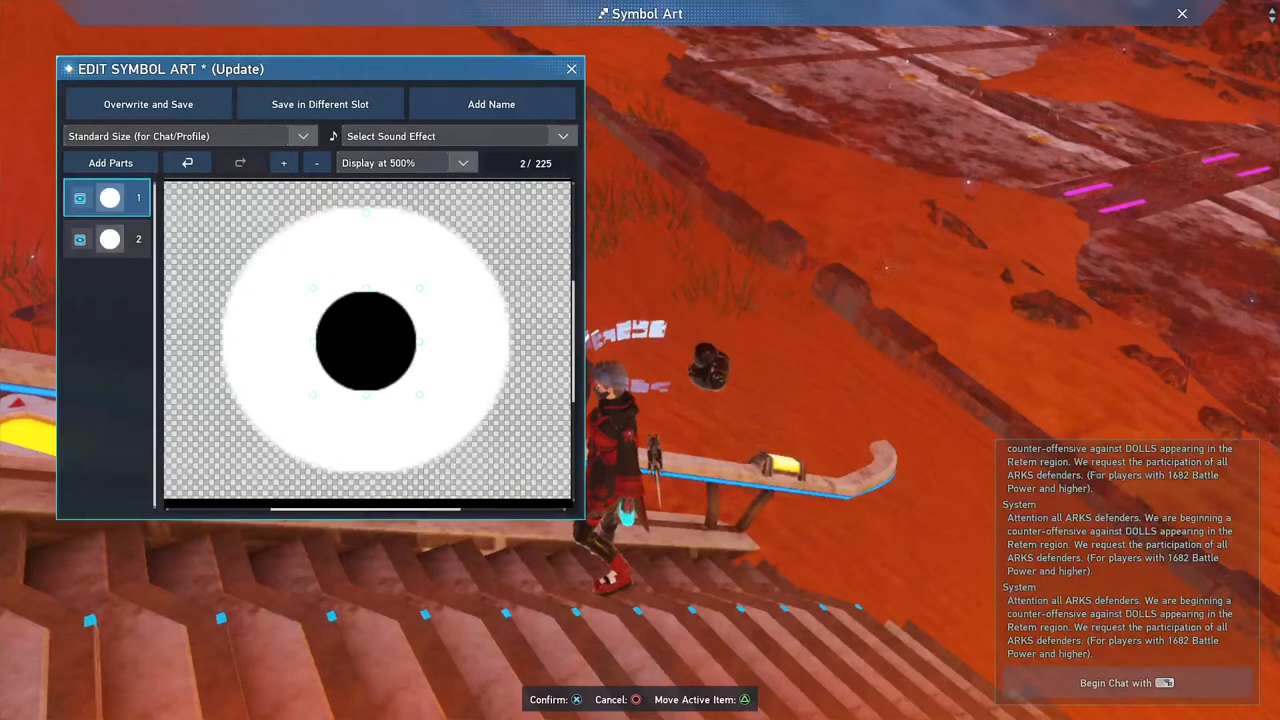 Symbol Art
EDIT SYMBOL ART * (Update)
Overwrite and Save
Save in Different Slot
Add Name
Standard Size (for Chat/Profile)
Select Sound Effect
Add Parts
+
-
Display at 500%
2/ 225
1
2
counter-offensive against DOLLS appearing in the
Retem region. We request the participation of all
ARKS defenders. (For players with 1682 Battle
Power and higher).
System
Attention all ARKS defenders. We are beginning a
counter-offensive against DOLLS appearing in the
Retem region. We request the participation of all
ARKS defenders. (For players with 1682 Battle
Power and higher).
System
Attention all ARKS defenders. We are beginning a
counter-offensive against DOLLS appearing in the
Retem region. We request the participation of all
ARKS defenders. (For players with 1682 Battle
Power and higher).
Begin Chat with
Confirm: Cancel: Move Active Item: